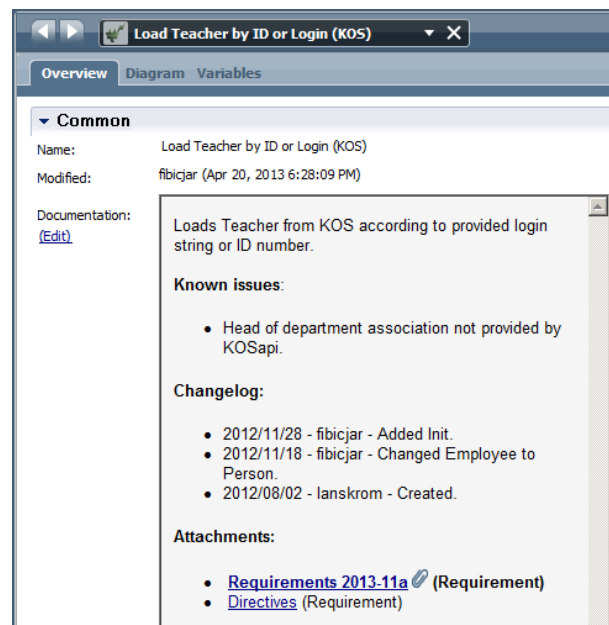 Load Teacher by ID or Login (KOS)
Overview Diagram Variables
Common
Name: Load Teacher by ID or Login (KOS)
Modified: fibicjar (Apr 20, 2013 6:28:09 PM)
Documentation:
(Edit)
Loads Teacher from KOS according to provided login
string or ID number.
Known issues:
• Head of department association not provided by
KOSapi.
Changelog:
• 2012/11/28 - fibicjar - Added Init.
• 2012/11/18 - fibicjar - Changed Employee to
Person.
• 2012/08/02 - lanskrom - Created.
Attachments:
• Requirements 2013-11a (Requirement)
• Directives (Requirement)